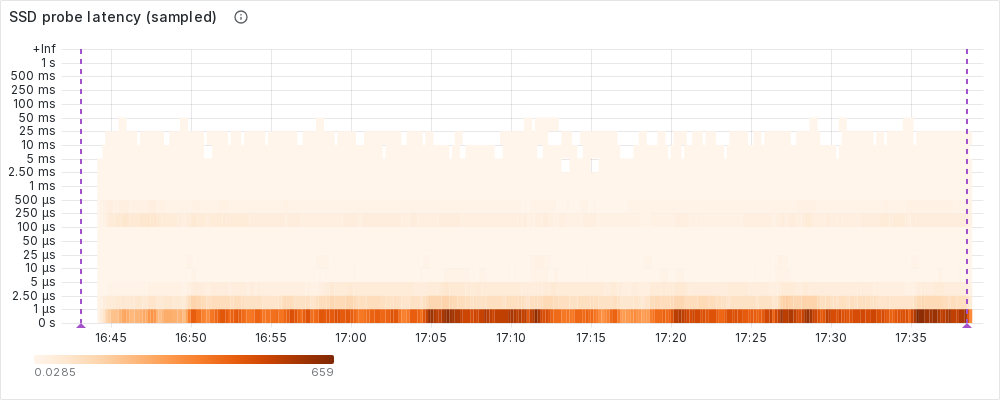 SSD probe latency (sampled)
+Inf
1 s
500 ms
250 ms
100 ms
50 ms
25 ms
10 ms
5 ms
2.50 ms
1 ms
500 µs
250 µs
100 µs
50 µs
25 µs
10 µs
5 µs
2.50 µs
1 µs
0 s
16:45 16:50 16:55 17:00 17:05 17:10 17:15 17:20 17:25 17:30 17:35
0.0285 659